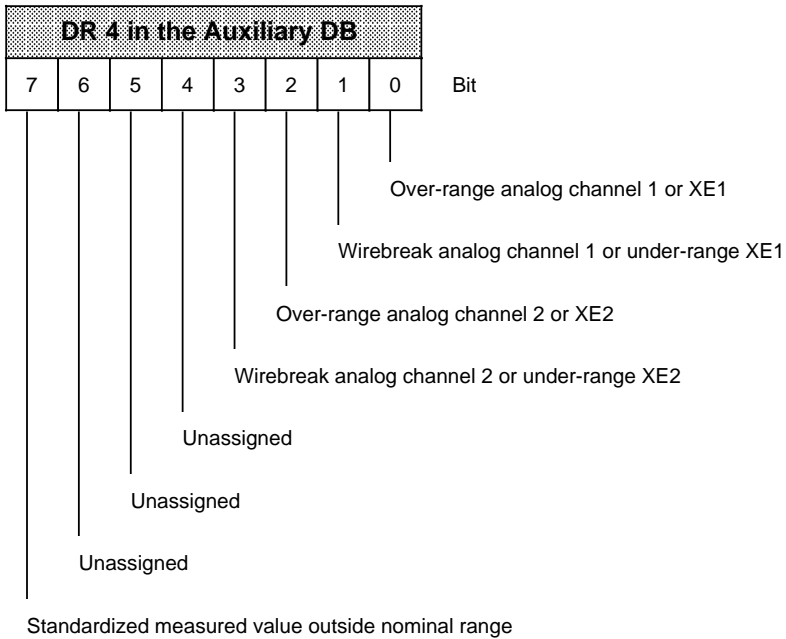 DR 4 in the Auxiliary DB
7 6 5 4 3 2 1 0 Bit
Over-range analog channel 1 or XE1
Wirebreak analog channel 1 or under-range XE1
Over-range analog channel 2 or XE2
Wirebreak analog channel 2 or under-range XE2
Unassigned
Unassigned
Unassigned
Standardized measured value outside nominal range